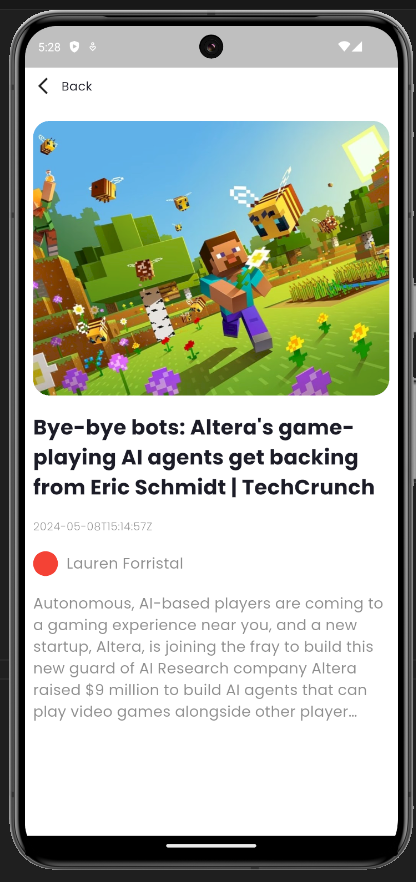 5:28
Back
Bye-bye bots: Altera's game-
playing AI agents get backing
from Eric Schmidt | TechCrunch
2024-05-08T15:14:57Z
Lauren Forristal
Autonomous, AI-based players are coming to
a gaming experience near you, and a new
startup, Altera, is joining the fray to build this
new guard of AI Research company Altera
raised $9 million to build AI agents that can
play video games alongside other player…